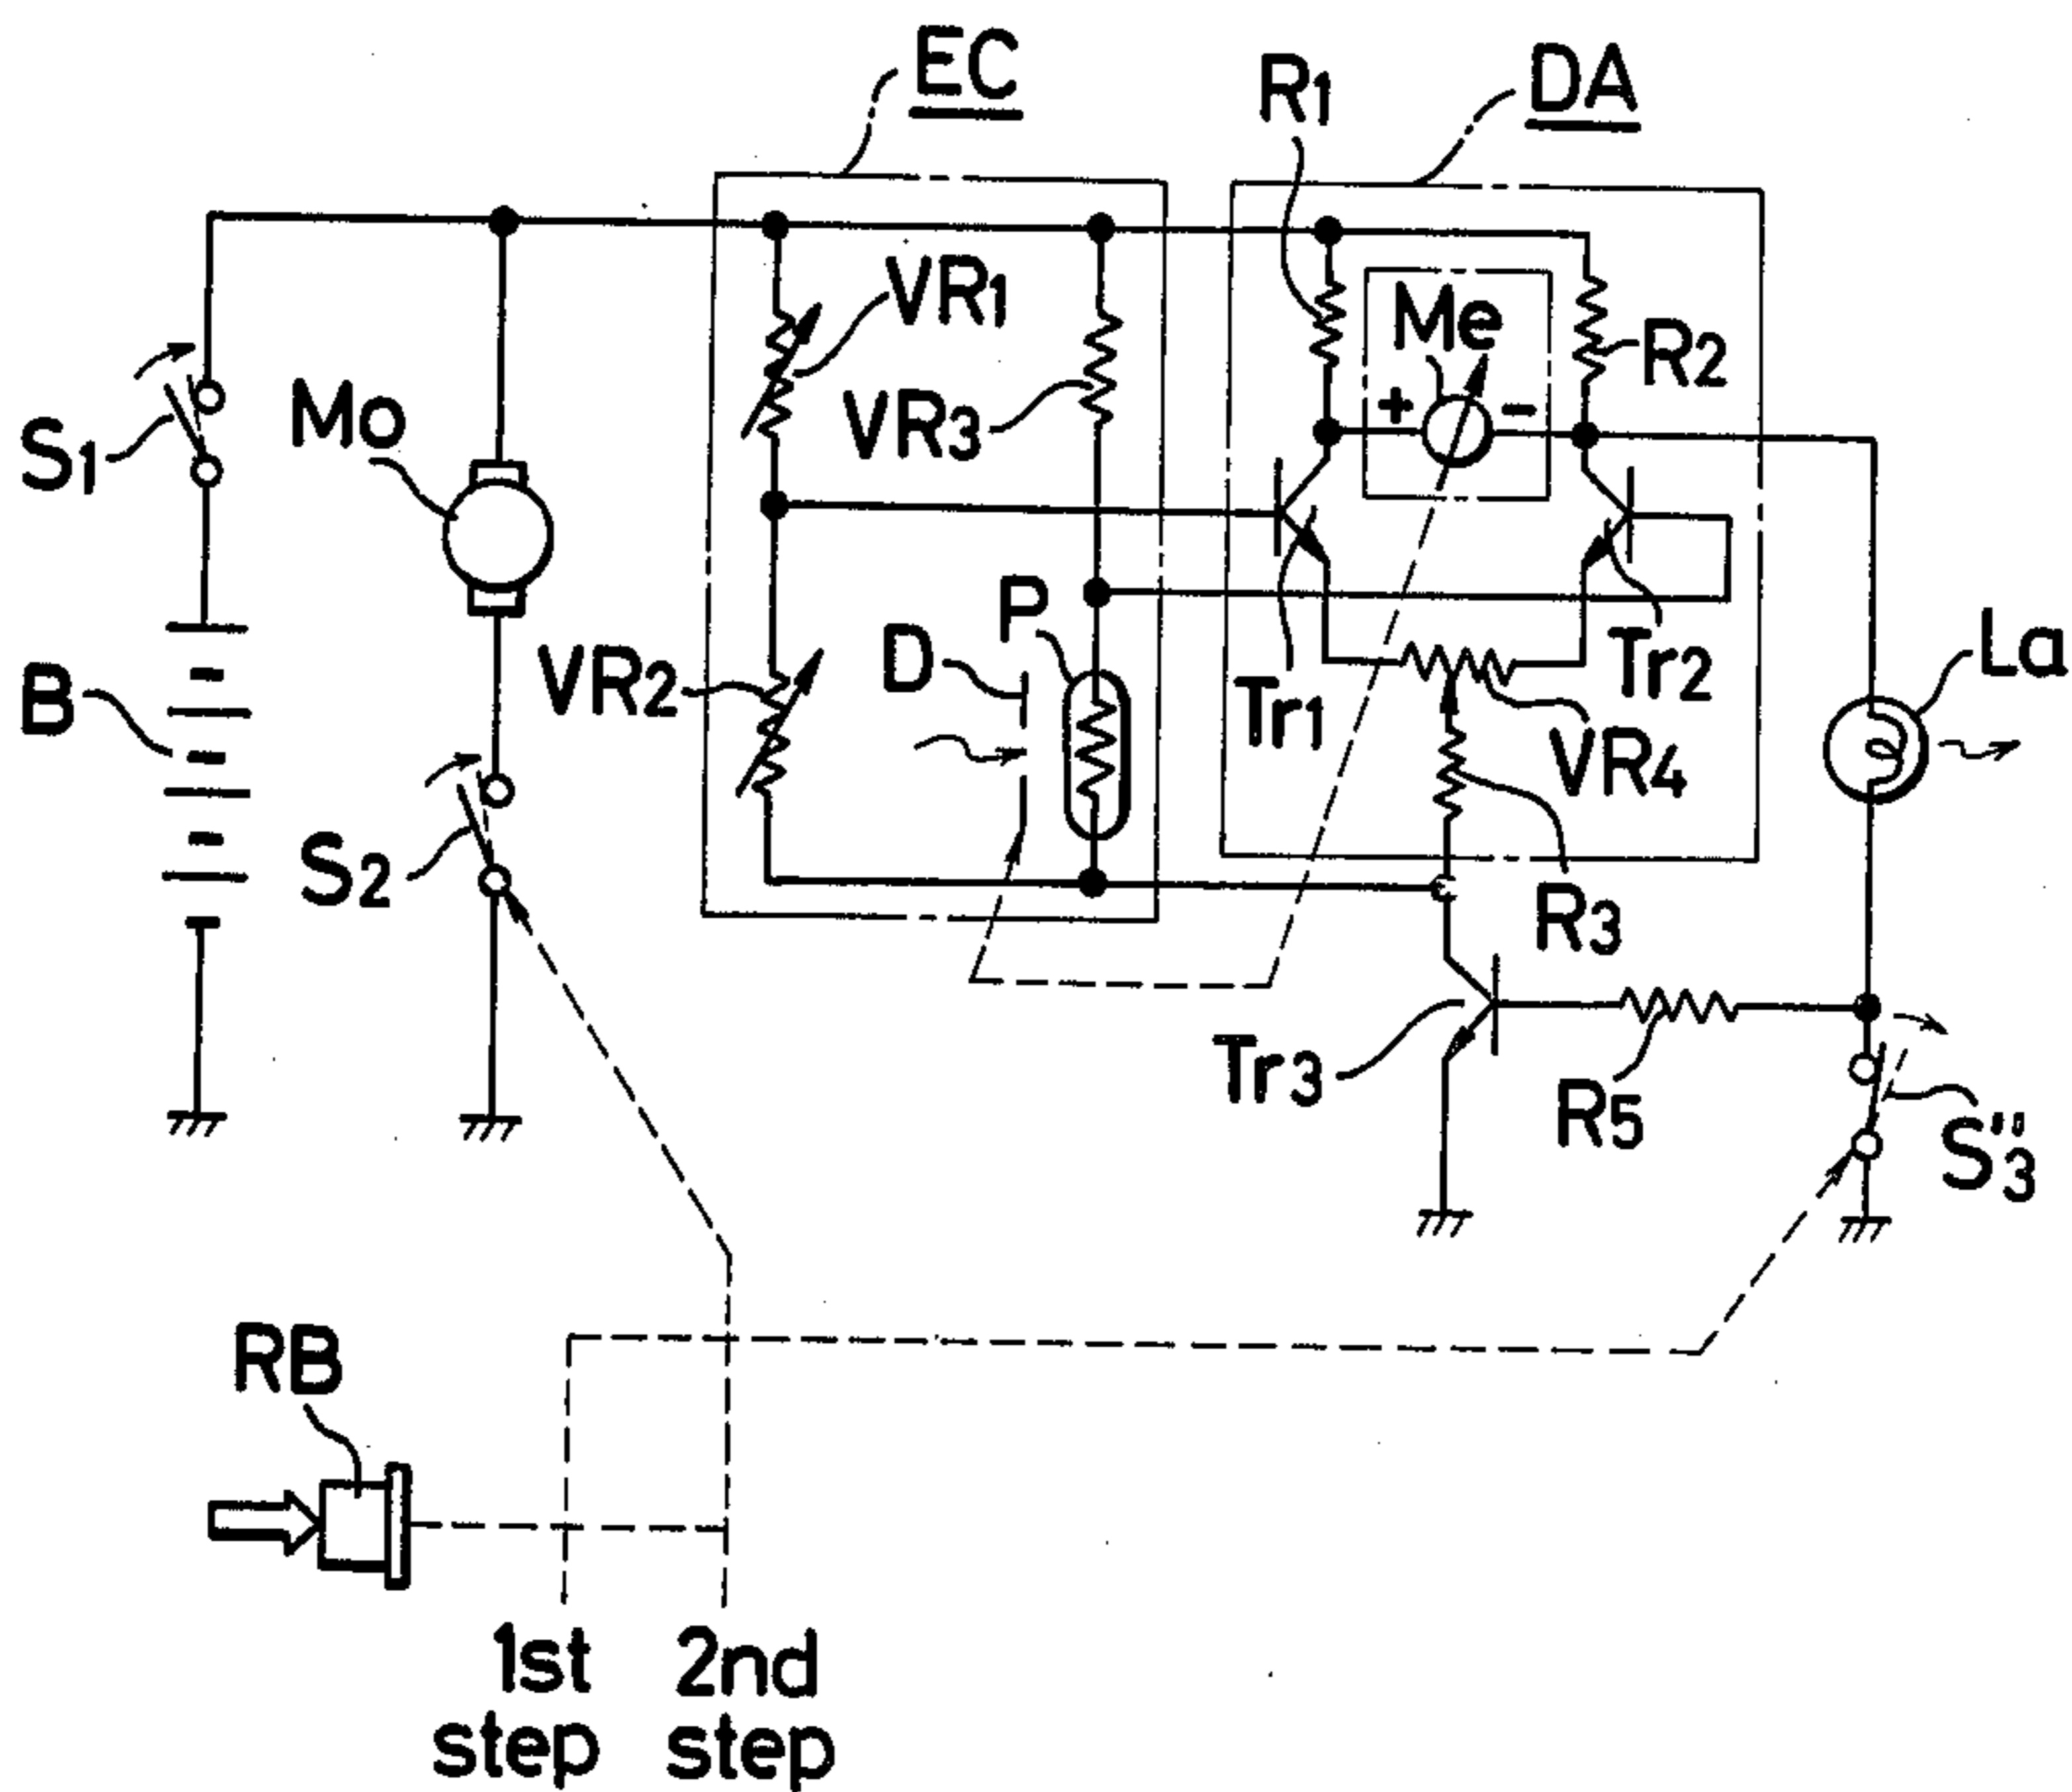 EC
R1
DA
VR1
Me
R2
S1
Mo
VR3
+
-
B
VR2
D
P
Tr1
Tr2
La
VR4
S2
R3
Tr3
R5
S"3
RB
1st step
2nd step